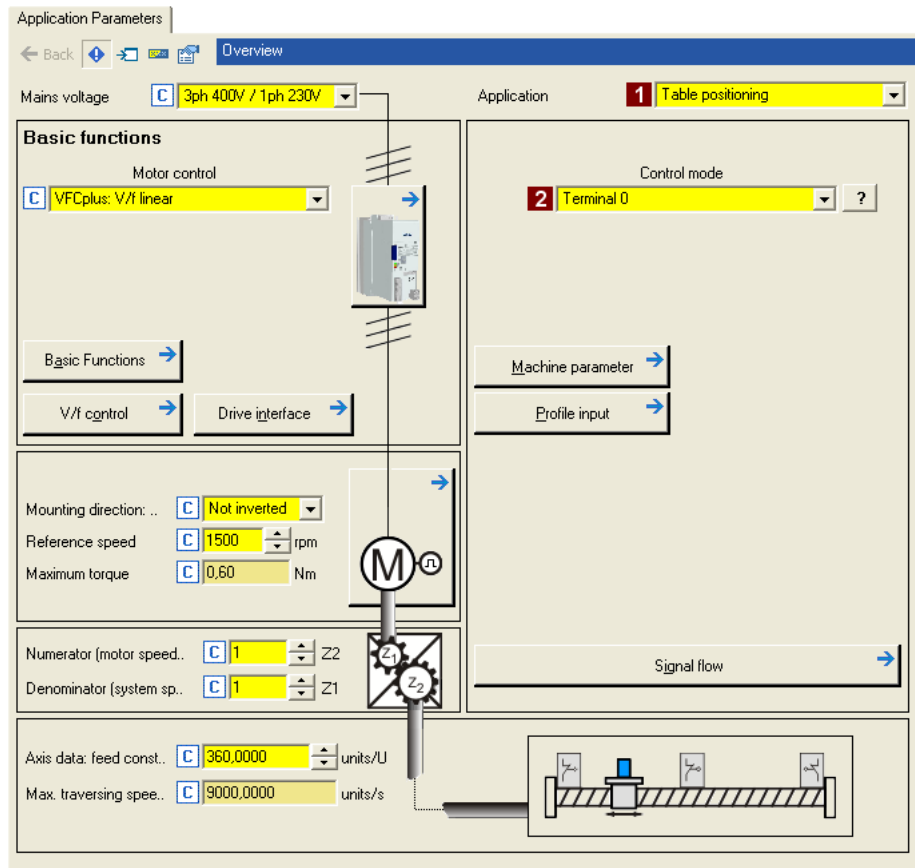 Application Parameters
Back
Overview
Mains voltage C 3ph 400V / 1ph 230V
Application 1 Table positioning
Basic functions
Motor control
C VFCplus: V/f linear
Control mode
2 Terminal 0 ?
Basic Functions
V/f control
Drive interface
Machine parameter
Profile input
Mounting direction: .. C Not inverted
Reference speed C 1500 rpm
Maximum torque C 0,60 Nm
M
Numerator (motor speed.. C 1 Z2
Denominator (system sp.. C 1 Z1
Z1
Z2
Signal flow
Axis data: feed const.. C 360,0000 units/U
Max. traversing spee.. C 9000,0000 units/s